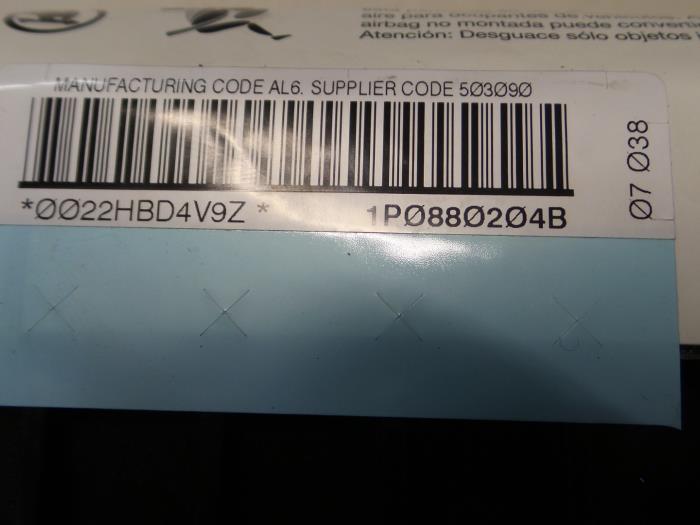 aire para ocupantes de
airbag no montada puede convertirse
Atención: Desguace sólo objetos
MANUFACTURING CODE AL6. SUPPLIER CODE 5Ø3Ø9Ø
*ØØ22HBD4V9Z * 1PØ88Ø2Ø4B
Ø7 Ø38